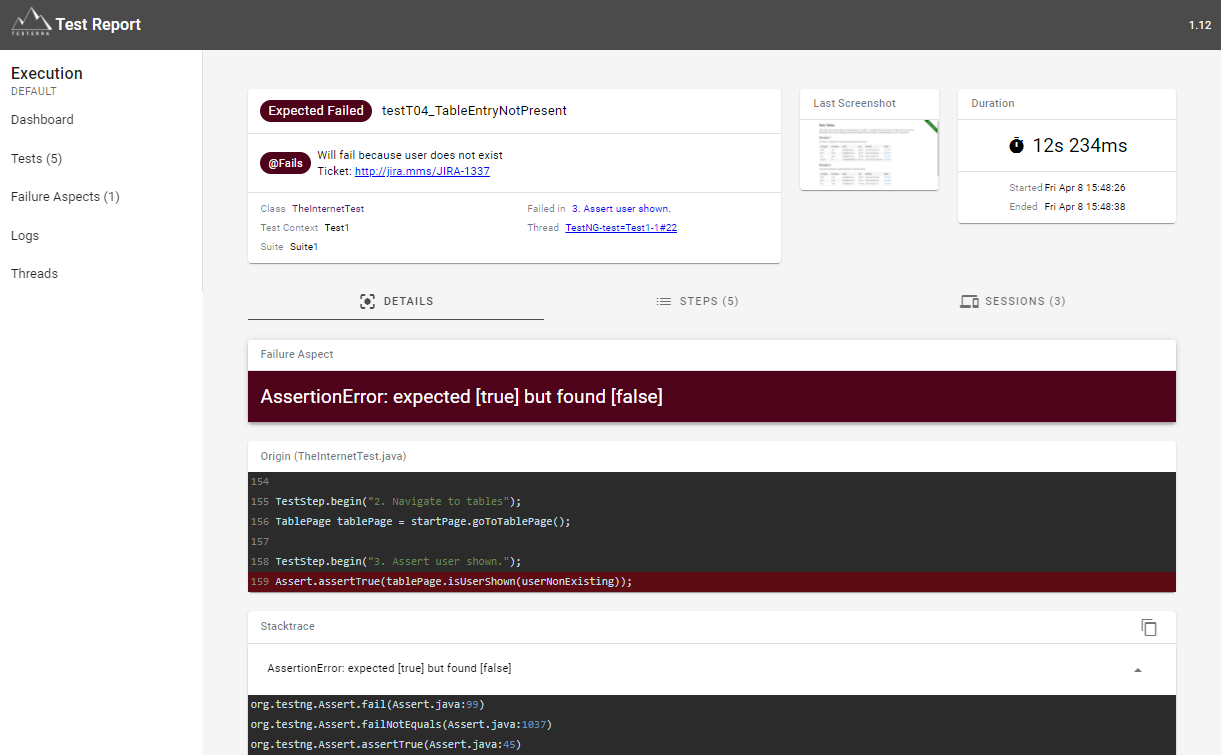 TESTERRA
Test Report
1.12
Execution
DEFAULT
Dashboard
Tests (5)
Failure Aspects (1)
Logs
Threads
Expected Failed testT04_TableEntryNotPresent
@Fails
Will fail because user does not exist
Ticket: http://jira.mms/JIRA-1337
Class TheInternetTest
Test Context Test1
Suite Suite1
Failed in 3. Assert user shown.
Thread TestNG-test=Test1-1#22
Last Screenshot
Duration
12s 234ms
Started Fri Apr 8 15:48:26
Ended Fri Apr 8 15:48:38
DETAILS
STEPS (5)
SESSIONS (3)
Failure Aspect
AssertionError: expected [true] but found [false]
Origin (TheInternetTest.java)
154
155 TestStep.begin("2. Navigate to tables");
156 TablePage tablePage = startPage.goToTablePage();
157
158 TestStep.begin("3. Assert user shown.");
159 Assert.assertTrue(tablePage.isUserShown(userNonExisting));
Stacktrace
AssertionError: expected [true] but found [false]
org.testng.Assert.fail(Assert.java:99)
org.testng.Assert.failNotEquals(Assert.java:1037)
org.testng.Assert.assertTrue(Assert.java:45)